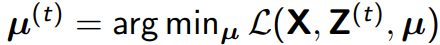 𝝁⁽ᵗ⁾ = arg min_𝝁 ℒ(𝐗, 𝐙⁽ᵗ⁾, 𝝁)